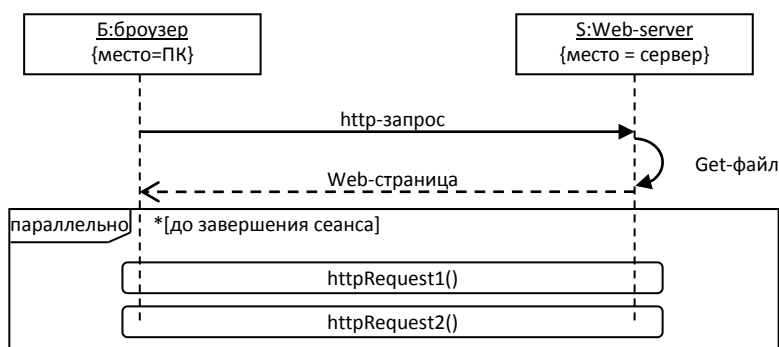 Б:броузер
{место=ПК}
S:Web-server
{место = сервер}
http-запрос
Get-файл
Web-страница
параллельно
*[до завершения сеанса]
httpRequest1()
httpRequest2()